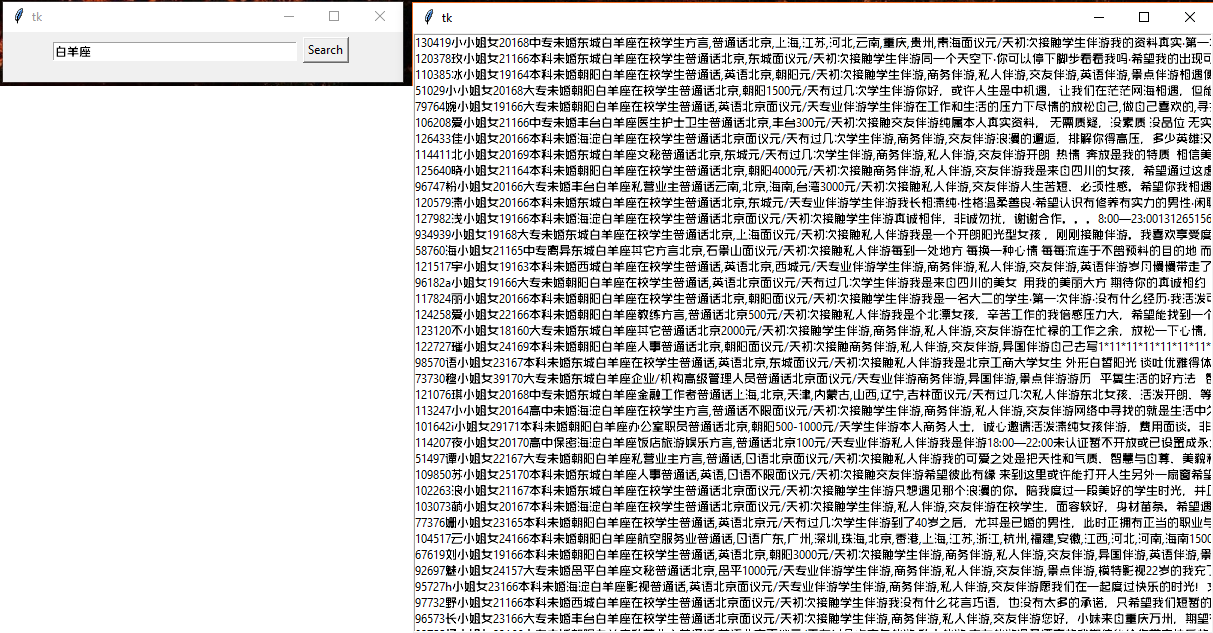 tk
白羊座
Search
tk
130419小小姐女20168中专未婚东城白羊座在校学生方言,普通话北京,上海,江苏,河北,云南,重庆,贵州,青海面议元/天初次接触学生伴游我的资料真实·第一
120378玫小姐女21166本科未婚东城白羊座在校学生普通话北京,东城面议元/天初次接触学生伴游同一个天空下·你可以停下脚步看看我吗·希望我的出现可
110385冰小姐女19164本科未婚朝阳白羊座在校学生普通话,英语北京,朝阳元/天初次接触学生伴游,商务伴游,私人伴游,交友伴游,英语伴游,景点伴游相遇便
51029小小姐女20168大专未婚朝阳白羊座在校学生普通话北京,朝阳1500元/天有过几次学生伴游你好，或许人生是中机遇，让我们在茫茫网海相遇，但能
79764婉小姐女19166大专未婚东城白羊座在校学生普通话,英语北京面议元/天专业伴游学生伴游在工作和生活的压力下尽情的放松自己,做自己喜欢的,寻
106208爱小姐女21166中专未婚丰台白羊座医生护士卫生普通话北京,丰台300元/天初次接触交友伴游纯属本人真实资料， 无需质疑，没素质 没品位 无实
126433佳小姐女20166本科未婚东城白羊座在校学生普通话北京面议元/天有过几次学生伴游,商务伴游,交友伴游浪漫的邂逅，排解你得高压，多少英雄汉
114411北小姐女20169本科未婚东城白羊座文秘普通话北京,东城元/天有过几次学生伴游,商务伴游,私人伴游,交友伴游开朗 热情 奔放是我的特质 相信美
125640晓小姐女21164本科未婚朝阳白羊座在校学生普通话北京,朝阳4000元/天初次接触商务伴游,私人伴游,交友伴游我是来自四川的女孩，希望通过这
96747粉小姐女20166大专未婚丰台白羊座私营业主普通话云南,北京,海南,台湾3000元/天初次接触私人伴游,交友伴游人生苦短，必须性感。希望你我相遇
120579清小姐女20166本科未婚东城白羊座在校学生普通话北京,东城元/天专业伴游学生伴游我长相清纯·性格温柔善良·希望认识有修养有实力的男性·闲
127982浅小姐女19166本科未婚海淀白羊座在校学生普通话北京面议元/天初次接触学生伴游真诚相伴，非诚勿扰，谢谢合作。。。8:00—23:00131265156
934939小姐女19168大专未婚东城白羊座在校学生普通话北京,上海面议元/天初次接触私人伴游我是一个开朗阳光型女孩，刚刚接触伴游。我喜欢享受度
58760海小姐女21165中专离异东城白羊座其它方言北京,石景山面议元/天初次接触私人伴游每到一处地方 每换一种心情 每每流连于不曾预料的目的地 而
121517宇小姐女19163本科未婚西城白羊座在校学生普通话,英语北京,西城元/天专业伴游学生伴游,商务伴游,私人伴游,交友伴游,英语伴游岁月慢慢带走了
96182a小姐女19166大专未婚东城白羊座在校学生普通话,英语北京面议元/天有过几次学生伴游我是来自四川的美女 用我的美丽大方 期待你的真诚相约
117824丽小姐女20166本科未婚朝阳白羊座在校学生普通话北京,朝阳面议元/天初次接触学生伴游我是一名大二的学生·第一次伴游·没有什么经历·我活泼可
124258爱小姐女22166本科未婚朝阳白羊座教练方言,普通话北京500元/天初次接触学生伴游我是个北漂女孩，辛苦工作的我倍感压力大，希望能找到一个
123120不小姐女18160大专未婚东城白羊座其它普通话北京2000元/天初次接触学生伴游,商务伴游,私人伴游,交友伴游在忙禄的工作之余，放松一下心情,
122727璀小姐女24169本科未婚朝阳白羊座人事普通话北京,朝阳面议元/天初次接触商务伴游,私人伴游,交友伴游,异国伴游自己去写1*11*11*11*11*11*11*
98570语小姐女23167本科未婚东城白羊座在校学生普通话,英语北京,东城面议元/天初次接触私人伴游我是北京工商大学女生 外形白皙阳光 谈吐优雅得体
73730穆小姐女39170大专未婚东城白羊座企业/机构高级管理人员普通话北京面议元/天专业伴游商务伴游,异国伴游,景点伴游游历 平凳生活的好方法
121076琪小姐女20168中专未婚东城白羊座金融工作者普通话上海,北京,天津,内蒙古,山西,辽宁,吉林面议元/天有过几次私人伴游东北女孩，活泼开朗，等
113247小小姐女20164高中未婚海淀白羊座在校学生方言,普通话不限面议元/天初次接触学生伴游,商务伴游,私人伴游,交友伴游网络中寻找的就是生活中
101642i小姐女29171本科未婚朝阳白羊座办公室职员普通话北京,朝阳500-1000元/天学生伴游本人商务人士，诚心邀请活泼清纯女孩伴游，费用面谈。非
114207夜小姐女20170高中保密海淀白羊座饭店旅游娱乐方言,普通话北京100元/天专业伴游私人伴游我是伴游18:00—22:00未认证暂不开放或已设置成永
51497谭小姐女22167大专未婚东城白羊座私营业主方言,普通话,日语不限面议元/天初次接触学生伴游,私人伴游我的可爱之处是把天性和气质、智慧与自尊、美貌和
109850苏小姐女25170本科未婚东城白羊座人事普通话,英语,日语不限面议元/天初次接触交友伴游希望彼此有缘 来到这里或许能打开人生另外一扇窗希望
102263浪小姐女21167本科未婚东城白羊座在校学生普通话北京面议元/天初次接触学生伴游只想遇见那个浪漫的你。陪我度过一段美好的学生时光，并
103073萌小姐女20167本科未婚海淀白羊座在校学生普通话北京面议元/天初次接触学生伴游,交友伴游在校学生，面容较好，身材苗条。希望遇
77376姗小姐女23165本科未婚东城白羊座在校学生普通话,英语北京元/天有过几次学生伴游到了40岁之后，尤其是已婚的男性，此时正拥有正当的职业与
104517云小姐女24166本科未婚朝阳白羊座航空服务业普通话,日语广东,广州,深圳,珠海,北京,香港,上海,江苏,浙江,杭州,福建,安徽,江西,河北,河南,海南1500
67619刘小姐女19166本科未婚朝阳白羊座在校学生普通话,英语北京,朝阳3000元/天初次接触学生伴游,商务伴游,私人伴游,交友伴游,异国伴游,英语伴游,景
92697魅小姐女24157大专未婚昌平白羊座文秘普通话北京,昌平1000元/天专业伴游学生伴游,商务伴游,私人伴游,交友伴游,景点伴游,模特影视22岁的我充
95727h小姐女23166本科未婚海淀白羊座影视普通话,英语北京面议元/天专业伴游学生伴游,商务伴游,私人伴游,交友伴游愿我们在一起度过快乐的时光！
97732野小姐女21166本科未婚西城白羊座在校学生普通话北京面议元/天初次接触学生伴游我没有什么花言巧语，也没有太多的承诺，只希望我们短暂的
96573长小姐女23166大专未婚朝阳白羊座在校学生普通话北京面议元/天初次接触学生伴游,商务伴游,私人伴游,交友伴游您好，小妹来自重庆万州，期望